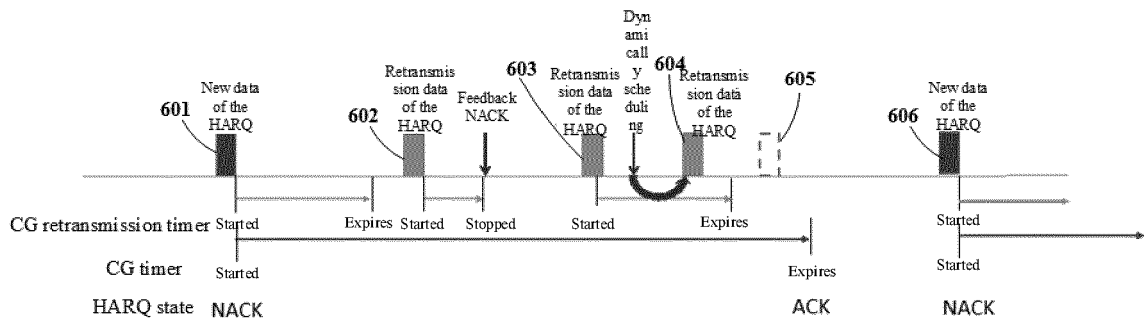 Dyn
ami
call
y
sche
duli
ng
601
New data
of the
HARQ
602
Retransmis
sion data
of the
HARQ
Feedback
NACK
603
Retransmis
sion data
of the
HARQ
604
Retransmis
sion data
of the
HARQ
605
606
New data
of the
HARQ
CG retransmission timer
Started
Expires
Started
Stopped
Started
Expires
Started
CG timer
Started
Expires
Started
HARQ state
NACK
ACK
NACK